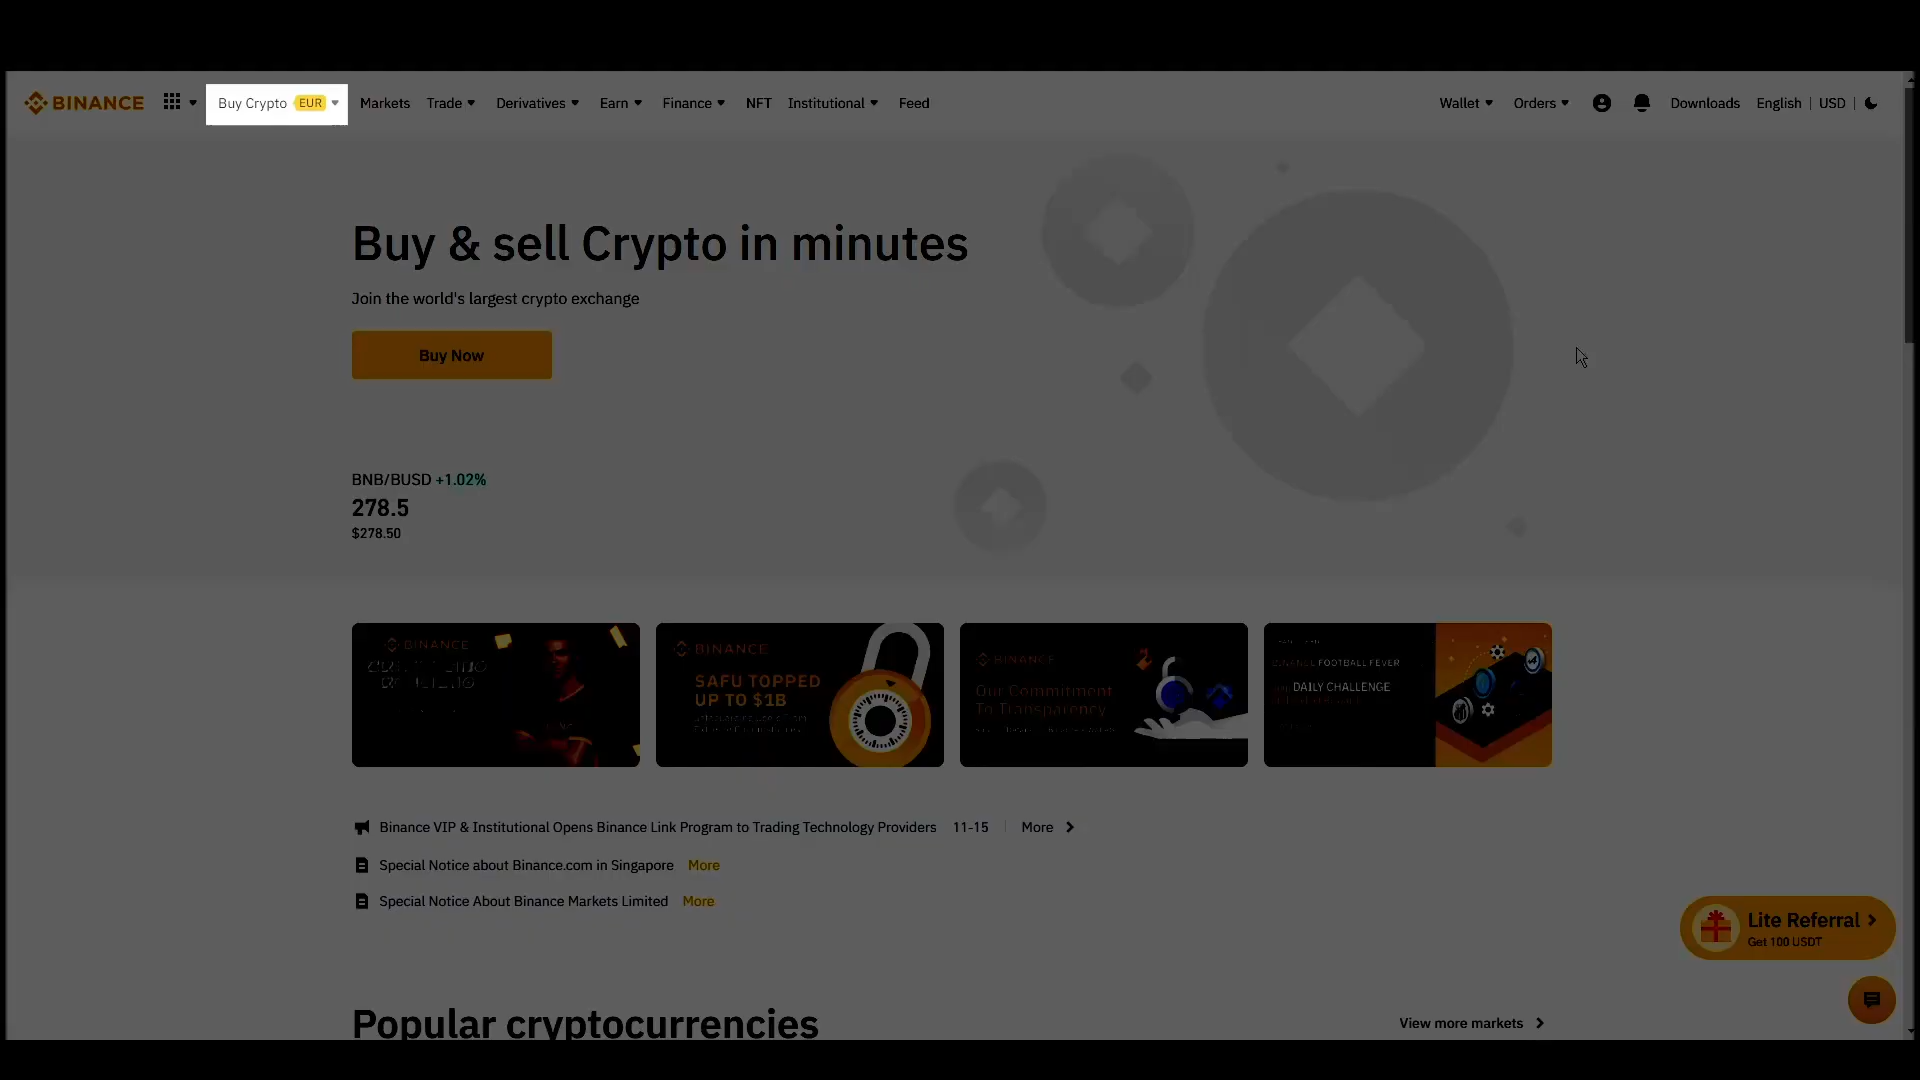 BINANCE
Buy Crypto EUR
Markets
Trade
Derivatives
Earn
Finance
NFT
Institutional
Feed
Wallet
Orders
Downloads
English | USD
Buy & sell Crypto in minutes
Join the world's largest crypto exchange
Buy Now
BNB/BUSD +1.02%
278.5
$278.50
BINANCE
BINANCE
SAFU TOPPED
UP TO $1B
BINANCE
Our Commitment
To Transparency
FOOTBALL FEVER
DAILY CHALLENGE
Binance VIP & Institutional Opens Binance Link Program to Trading Technology Providers 11-15 More
Special Notice about Binance.com in Singapore More
Special Notice About Binance Markets Limited More
Lite Referral
Get 100 USDT
Popular cryptocurrencies
View more markets